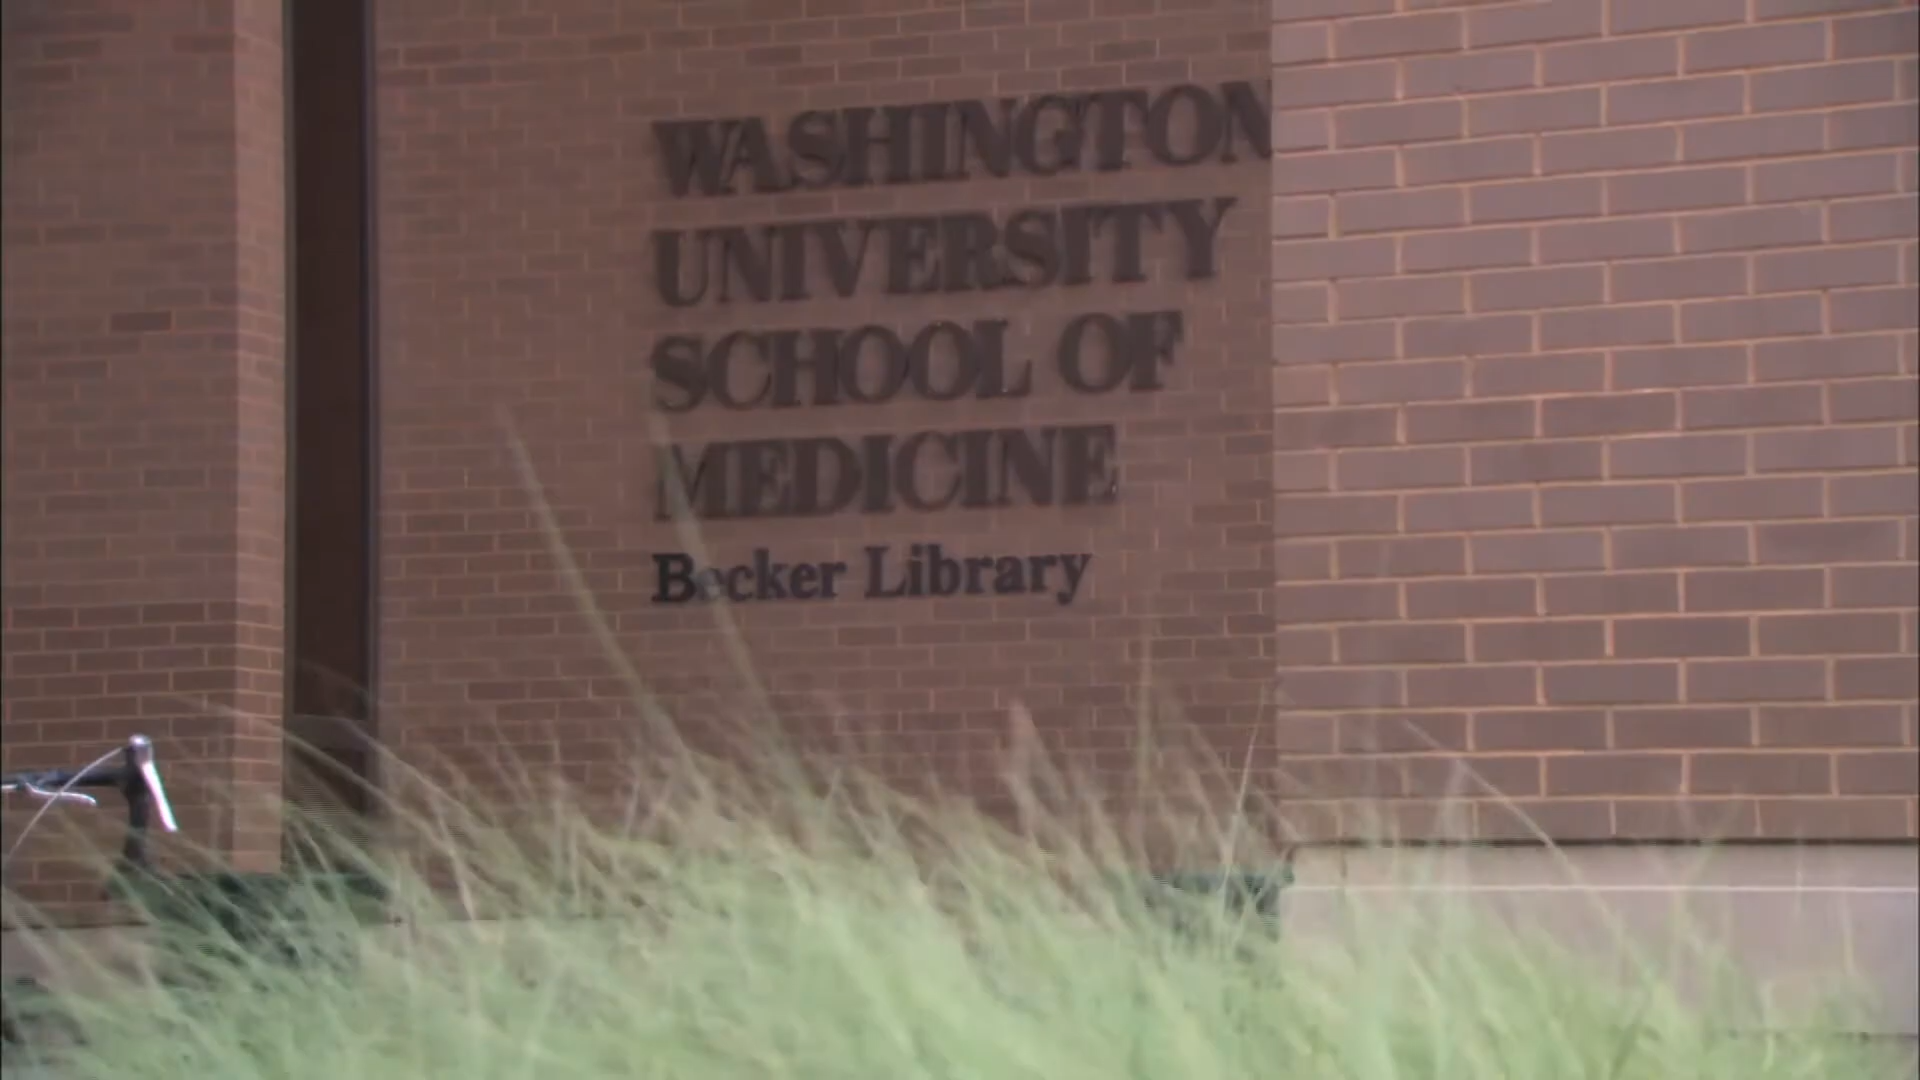 WASHINGTON
UNIVERSITY
SCHOOL OF
MEDICINE
Becker Library